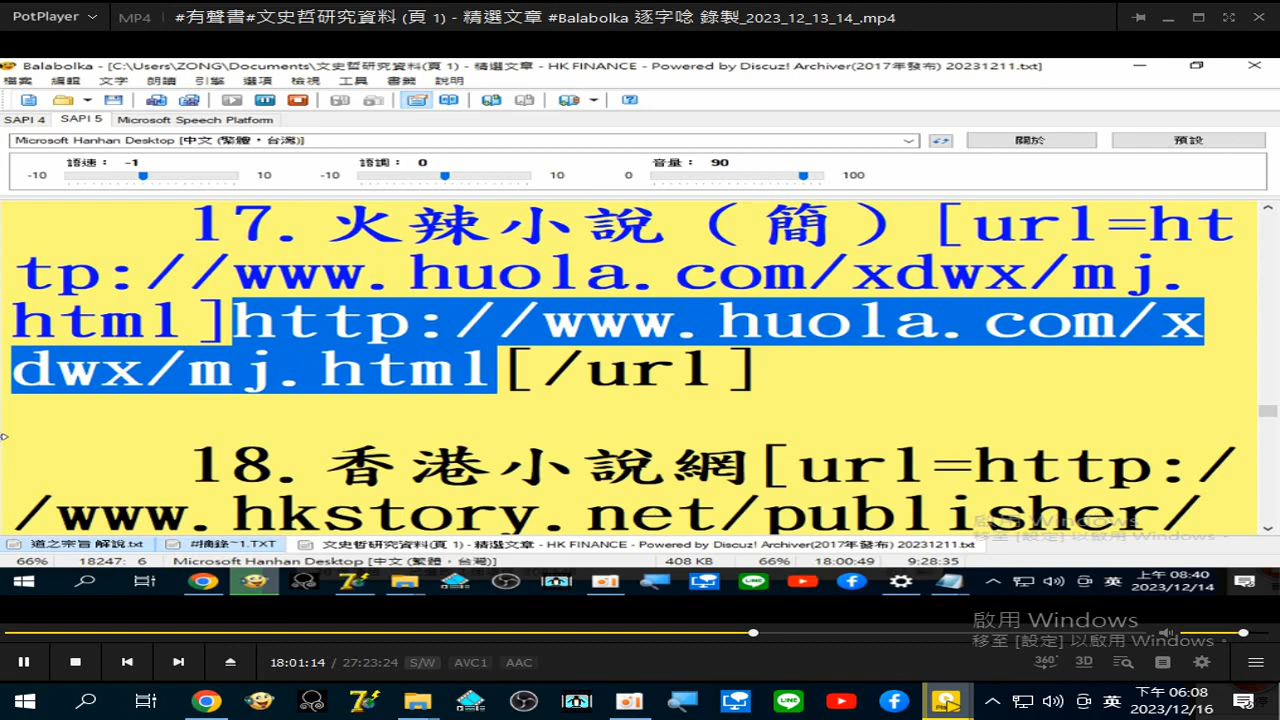 PotPlayer
MP4
#有聲書#文史哲研究資料 (頁 1) - 精選文章 #Balabolka 逐字唸 錄製_2023_12_13_14_.mp4
Balabolka - [C:\Users\ZONG\Documents\文史哲研究資料(頁 1) - 精選文章 - HK FINANCE - Powered by Discuz! Archiver(2017年發布) 20231211.txt]
檔案 編輯 文字 朗讀 引擎 選項 檢視 工具 書籤 說明
SAPI 4 SAPI 5 Microsoft Speech Platform
Microsoft Hanhan Desktop [中文 (繁體，台灣)]
關於
預設
語速： -1 語調： 0 音量： 90
-10 10 -10 10 0 100
17. 火辣小說（簡）[url=ht
tp://www.huola.com/xdwx/mj.
html]http://www.huola.com/x
dwx/mj.html[/url]
18. 香港小說網[url=http:/
/www.hkstory.net/publisher/
啟用 Windows
移至 [設定] 以啟用 Windows。
道之宗旨 解說.txt #摘錄~1.TXT 文史哲研究資料(頁 1) - 精選文章 - HK FINANCE - Powered by Discuz! Archiver(2017年發布) 20231211.txt
66% 18247: 6 Microsoft Hanhan Desktop [中文 (繁體，台灣)] 408 KB 66% 18:00:49 9:28:35
英
上午 08:40
2023/12/14
啟用 Windows
移至 [設定] 以啟用 Windows。
18:01:14 / 27:23:24 S/W AVC1 AAC
360° 3D
英
下午 06:08
2023/12/16